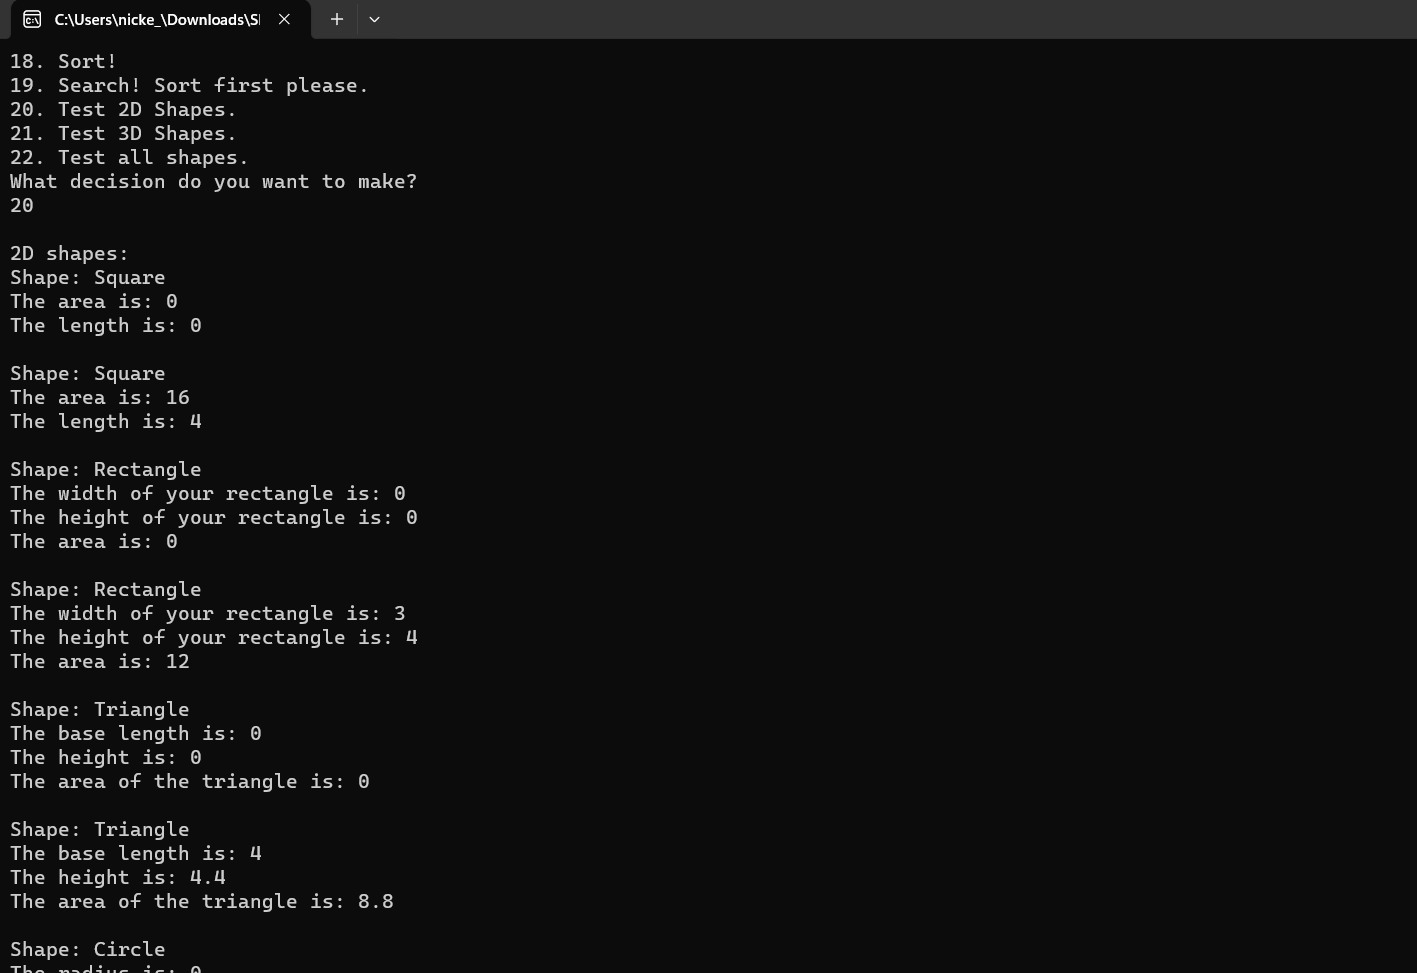 C:\Users\nicke_\Downloads\S
18. Sort!
19. Search! Sort first please.
20. Test 2D Shapes.
21. Test 3D Shapes.
22. Test all shapes.
What decision do you want to make?
20
2D shapes:
Shape: Square
The area is: 0
The length is: 0
Shape: Square
The area is: 16
The length is: 4
Shape: Rectangle
The width of your rectangle is: 0
The height of your rectangle is: 0
The area is: 0
Shape: Rectangle
The width of your rectangle is: 3
The height of your rectangle is: 4
The area is: 12
Shape: Triangle
The base length is: 0
The height is: 0
The area of the triangle is: 0
Shape: Triangle
The base length is: 4
The height is: 4.4
The area of the triangle is: 8.8
Shape: Circle
The radius is: 0